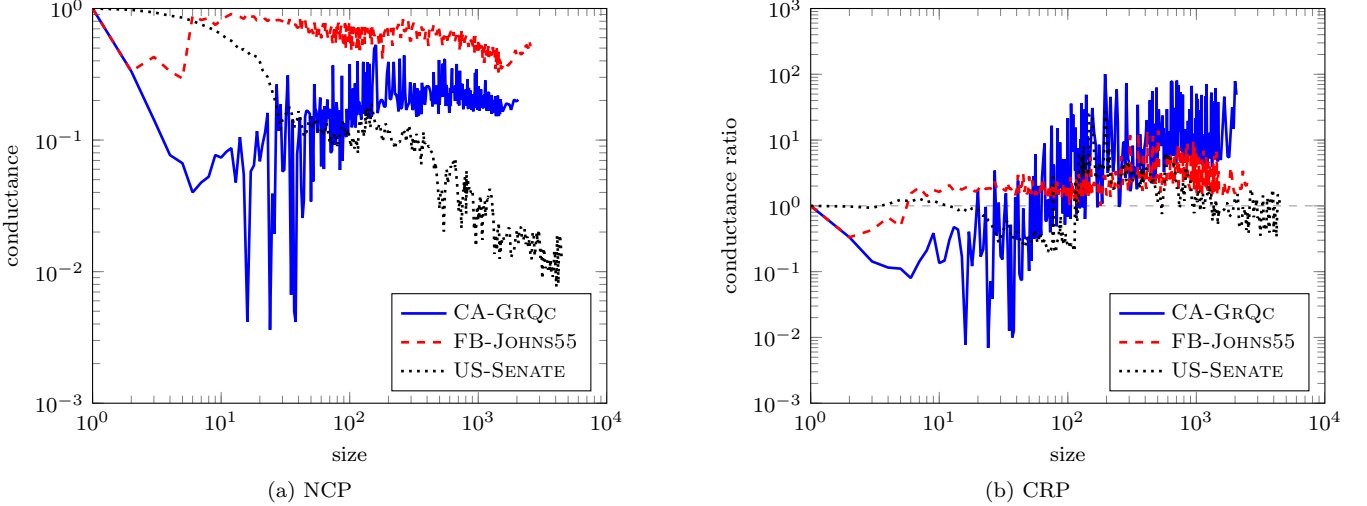 10^0
10^-1
10^-2
10^-3
10^0 10^1 10^2 10^3 10^4
size
conductance
CA-GRQC
FB-JOHNS55
US-SENATE
(a) NCP
10^3
10^2
10^1
10^0
10^-1
10^-2
10^-3
10^0 10^1 10^2 10^3 10^4
size
conductance ratio
CA-GRQC
FB-JOHNS55
US-SENATE
(b) CRP